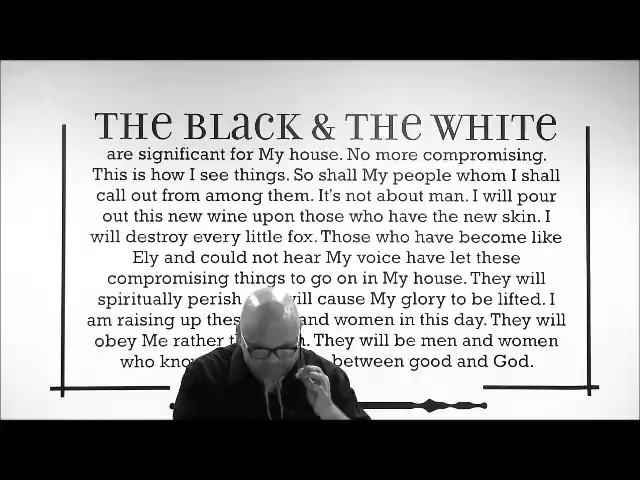 THE BLACK & THE WHITE
are significant for My house. No more compromising.
This is how I see things. So shall My people whom I shall
call out from among them. It's not about man. I will pour
out this new wine upon those who have the new skin. I
will destroy every little fox. Those who have become like
Ely and could not hear My voice have let these
compromising things to go on in My house. They will
spiritually perish will cause My glory to be lifted. I
am raising up these and women in this day. They will
obey Me rather They will be men and women
who between good and God.